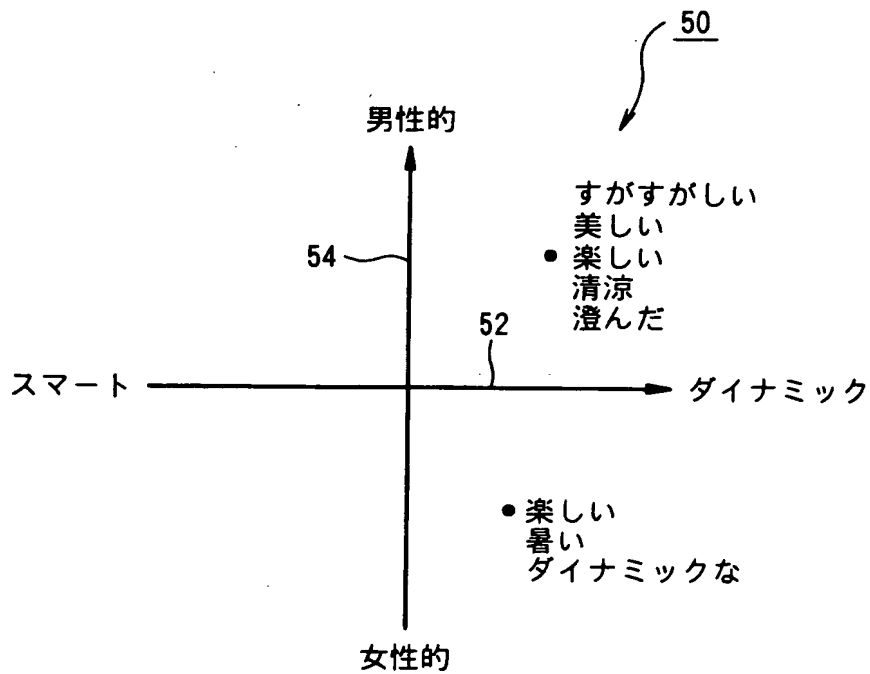 50
男性的
すがすがしい
美しい
54
楽しい
清涼
澄んだ
52
スマート
ダイナミック
楽しい
暑い
ダイナミックな
女性的